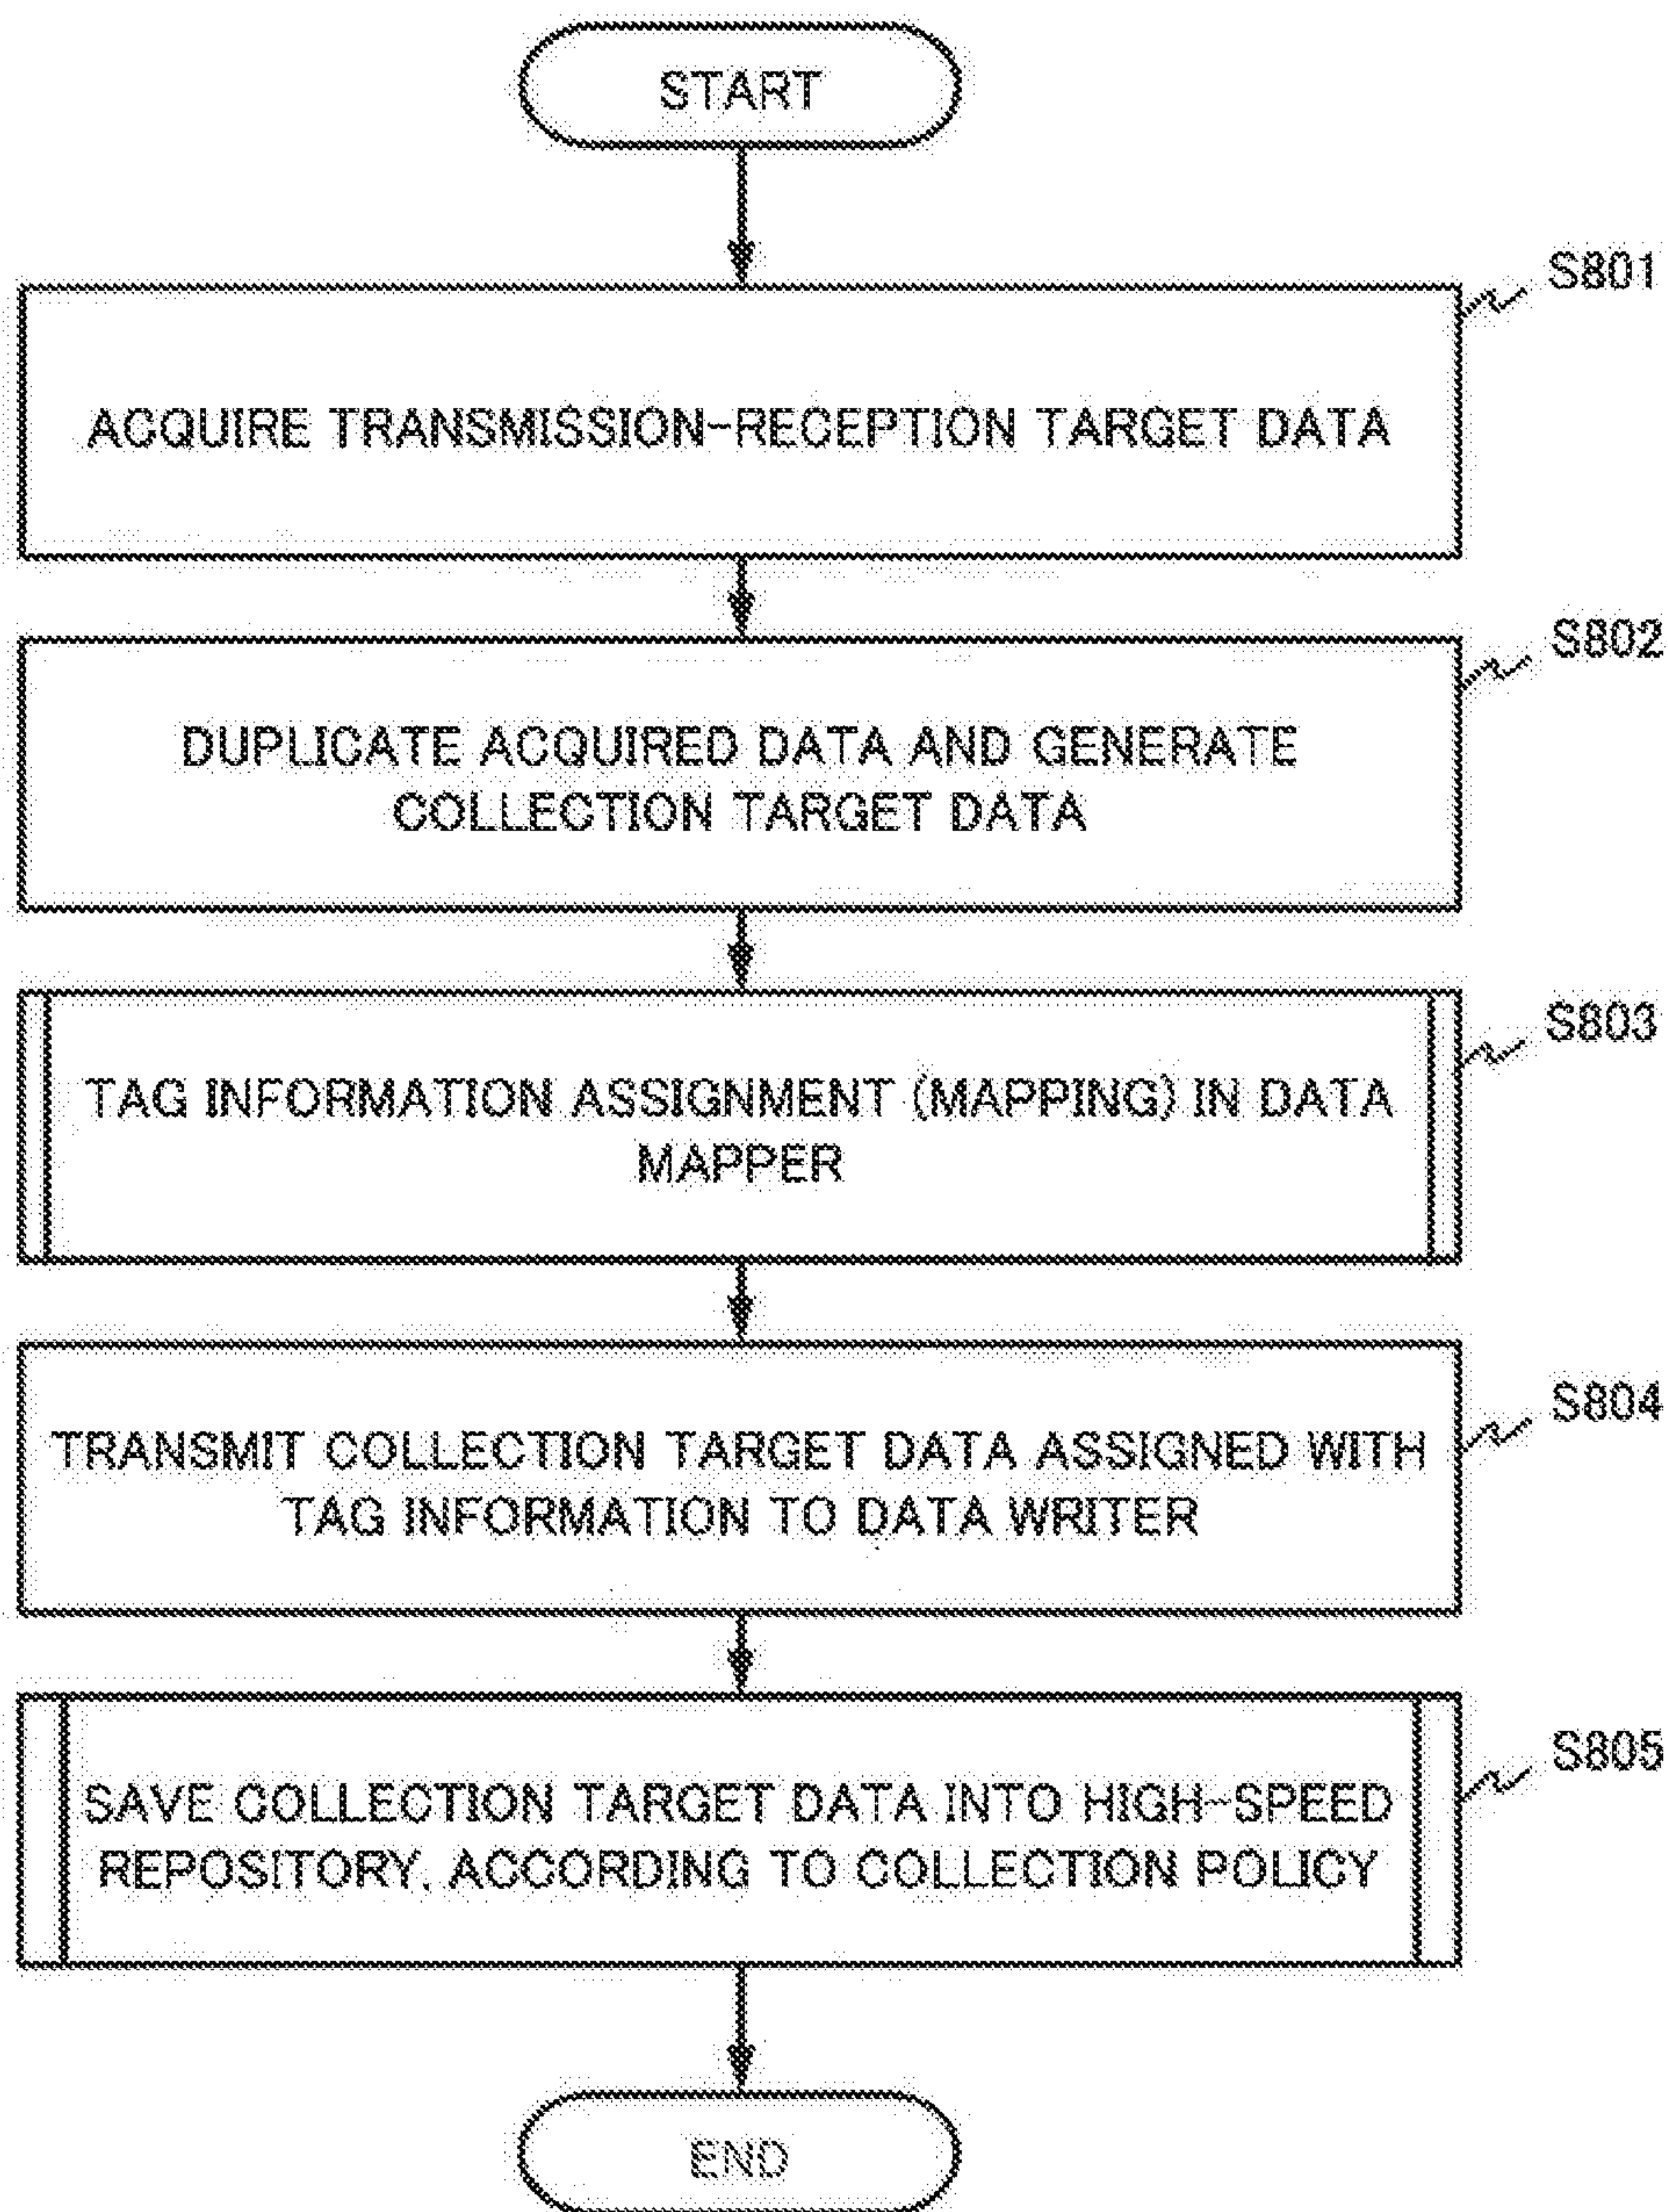 START
S801
ACQUIRE TRANSMISSION-RECEPTION TARGET DATA
S802
DUPLICATE ACQUIRED DATA AND GENERATE
COLLECTION TARGET DATA
S803
TAG INFORMATION ASSIGNMENT (MAPPING) IN DATA
MAPPER
S804
TRANSMIT COLLECTION TARGET DATA ASSIGNED WITH
TAG INFORMATION TO DATA WRITER
S805
SAVE COLLECTION TARGET DATA INTO HIGH-SPEED
REPOSITORY, ACCORDING TO COLLECTION POLICY
END